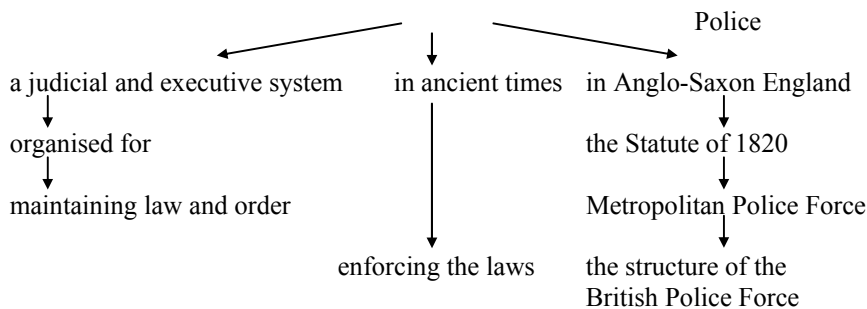 Police
a judicial and executive system in ancient times in Anglo-Saxon England
organised for the Statute of 1820
maintaining law and order Metropolitan Police Force
enforcing the laws the structure of the
British Police Force